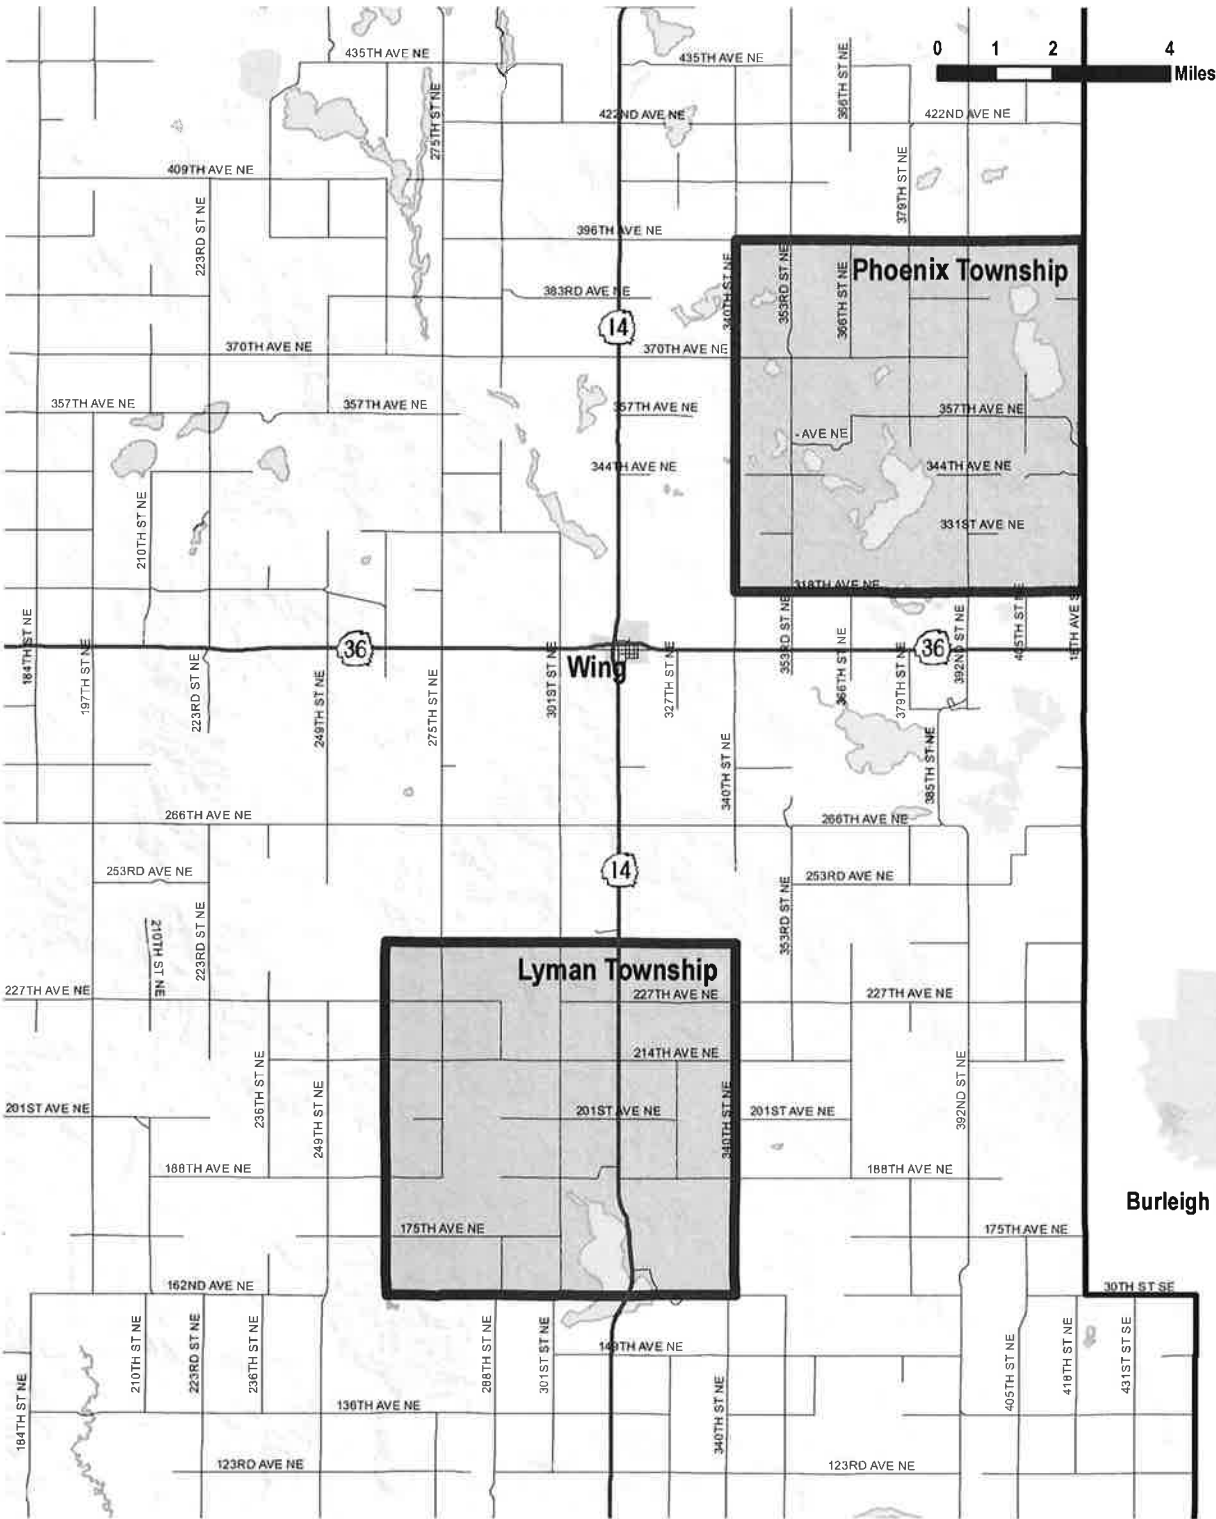 435TH AVE NE
435TH AVE NE
0 1 2 4
Miles
275TH ST NE
366TH ST NE
422ND AVE NE
422ND AVE NE
409TH AVE NE
379TH ST NE
223RD ST NE
396TH AVE NE
340TH ST NE
353RD ST NE
366TH ST NE
Phoenix Township
383RD AVE NE
14
370TH AVE NE
370TH AVE NE
357TH AVE NE
357TH AVE NE
357TH AVE NE
357TH AVE NE
- AVE NE
344TH AVE NE
344TH AVE NE
210TH ST NE
331ST AVE NE
318TH AVE NE
184TH ST NE
197TH ST NE
223RD ST NE
249TH ST NE
36
275TH ST NE
301ST ST NE
Wing
327TH ST NE
353RD ST NE
366TH ST NE
379TH ST NE
36
392ND ST NE
405TH ST NE
18TH AVE SE
340TH ST NE
385TH ST NE
266TH AVE NE
266TH AVE NE
253RD AVE NE
14
253RD AVE NE
210TH ST NE
223RD ST NE
353RD ST NE
Lyman Township
227TH AVE NE
227TH AVE NE
227TH AVE NE
214TH AVE NE
236TH ST NE
249TH ST NE
340TH ST NE
392ND ST NE
201ST AVE NE
201ST AVE NE
201ST AVE NE
188TH AVE NE
188TH AVE NE
Burleigh
175TH AVE NE
175TH AVE NE
162ND AVE NE
30TH ST SE
210TH ST NE
223RD ST NE
236TH ST NE
288TH ST NE
301ST ST NE
149TH AVE NE
405TH ST NE
418TH ST NE
431ST ST SE
184TH ST NE
340TH ST NE
136TH AVE NE
123RD AVE NE
123RD AVE NE